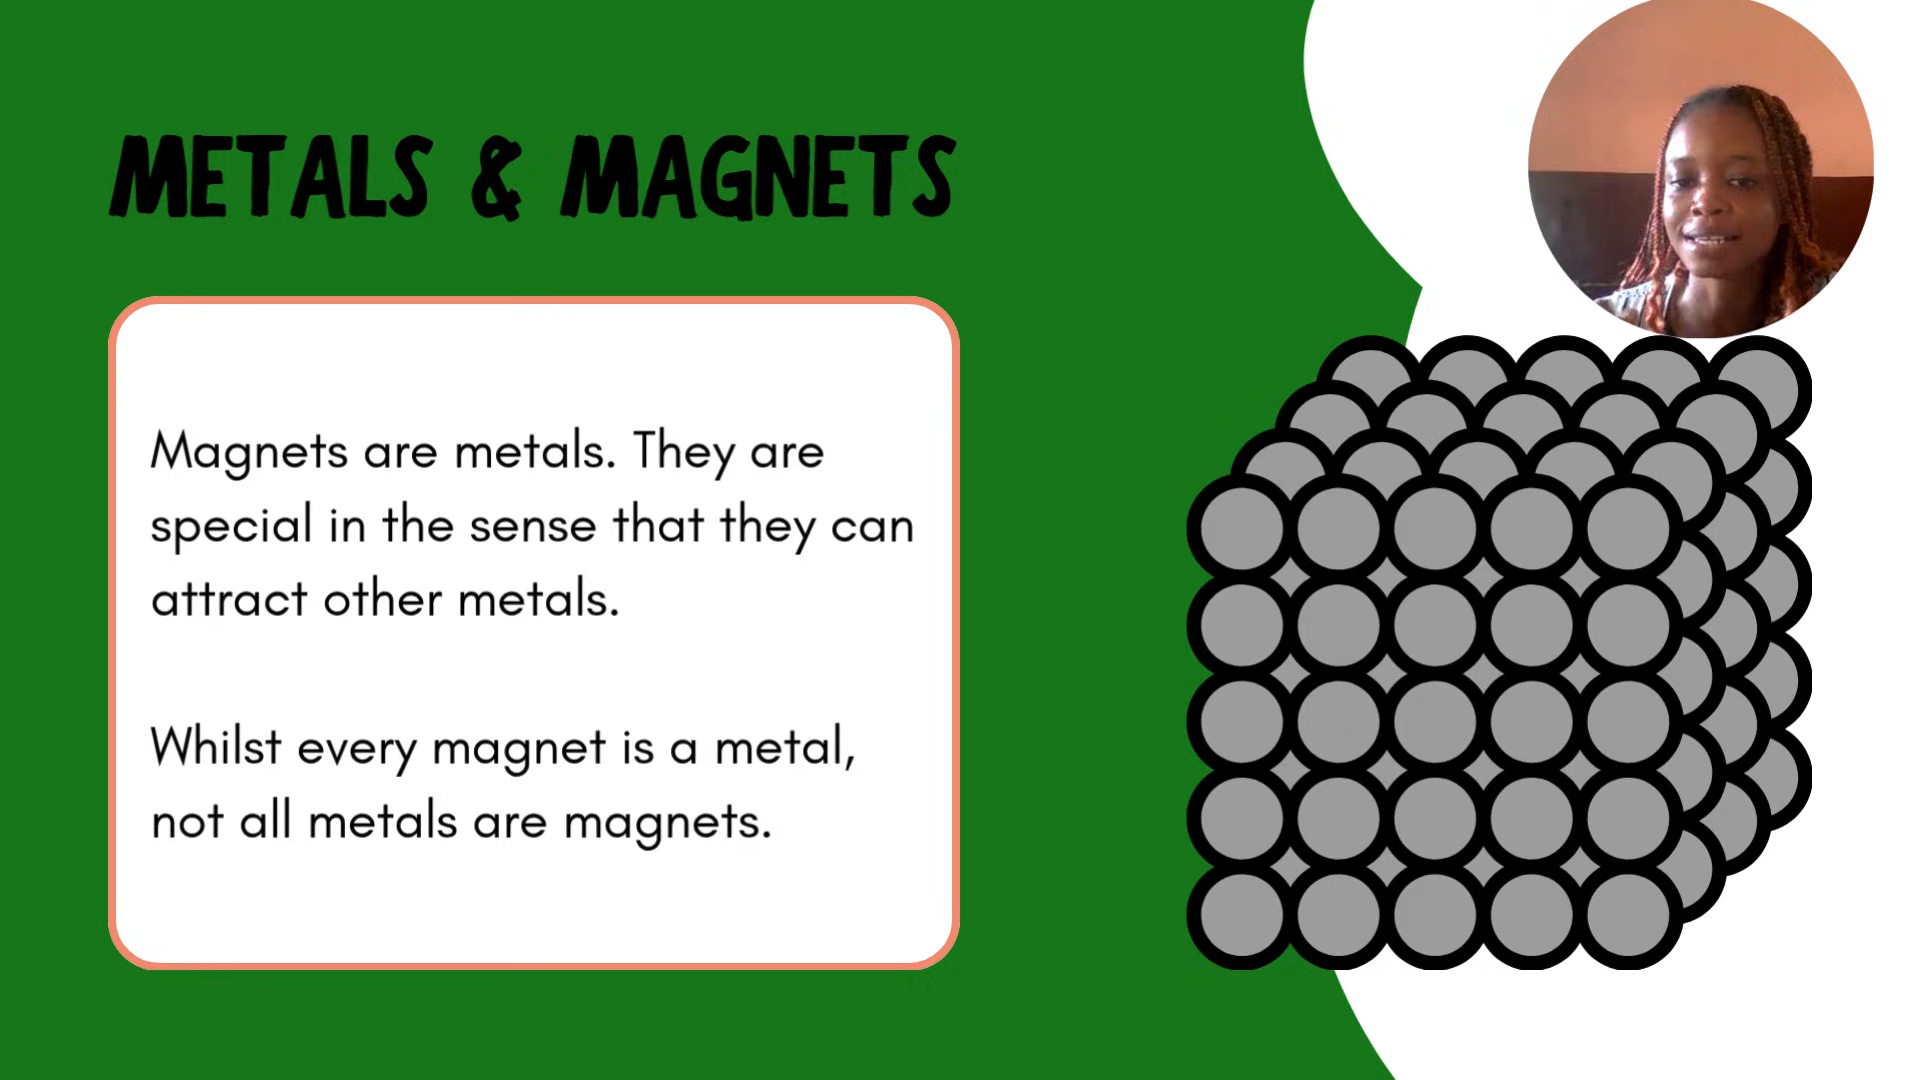 METALS & MAGNETS
Magnets are metals. They are
special in the sense that they can
attract other metals.
Whilst every magnet is a metal,
not all metals are magnets.